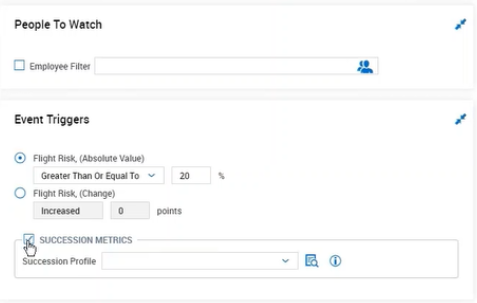 People To Watch
Employee Filter
Event Triggers
Flight Risk, (Absolute Value)
Greater Than Or Equal To 20 %
Flight Risk, (Change)
Increased 0 points
SUCCESSION METRICS
Succession Profile